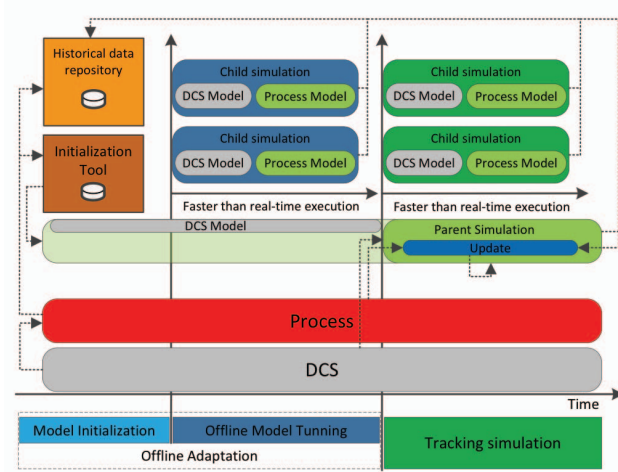 Historical data
repository
Child simulation
DCS Model
Process Model
Child simulation
DCS Model
Process Model
Initialization
Tool
Child simulation
DCS Model
Process Model
Child simulation
DCS Model
Process Model
Faster than real-time execution
Faster than real-time execution
DCS Model
Parent Simulation
Update
Process
DCS
Time
Model Initialization
Offline Model Tunning
Tracking simulation
Offline Adaptation